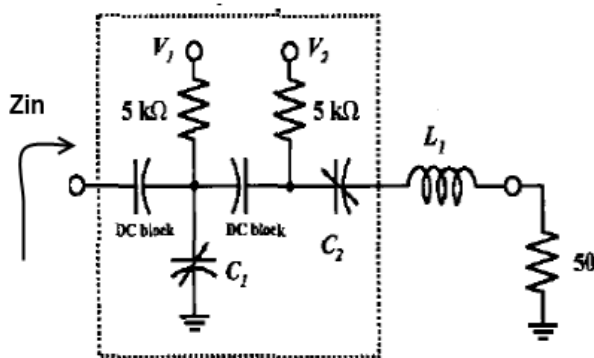 V1 V2
Zin
5 kΩ 5 kΩ
L1
DC block DC block
C2
C1
50